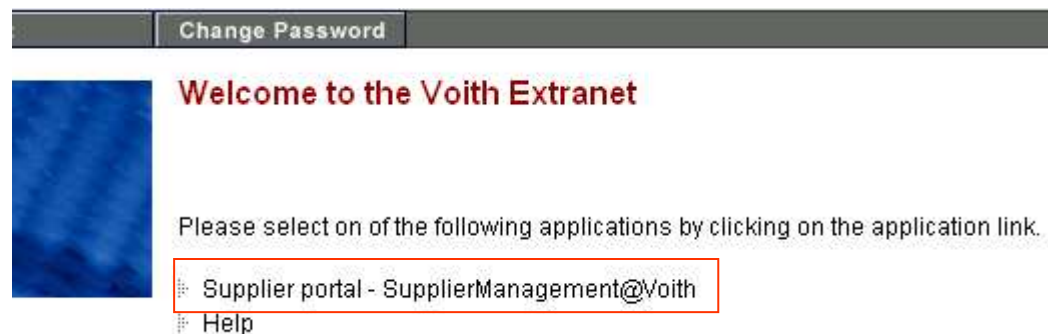 Change Password
Welcome to the Voith Extranet
Please select on of the following applications by clicking on the application link.
Supplier portal - SupplierManagement@Voith
Help